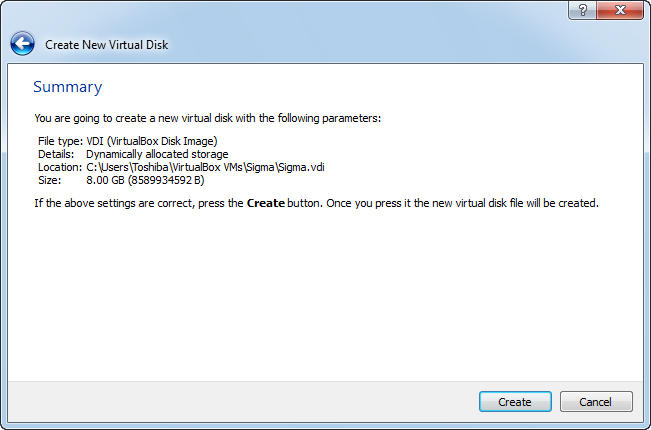 Create New Virtual Disk
Summary
You are going to create a new virtual disk with the following parameters:
File type: VDI (VirtualBox Disk Image)
Details: Dynamically allocated storage
Location: C:\Users\Toshiba\VirtualBox VMs\Sigma\Sigma.vdi
Size: 8.00 GB (8589934592 B)
If the above settings are correct, press the Create button. Once you press it the new virtual disk file will be created.
Create Cancel